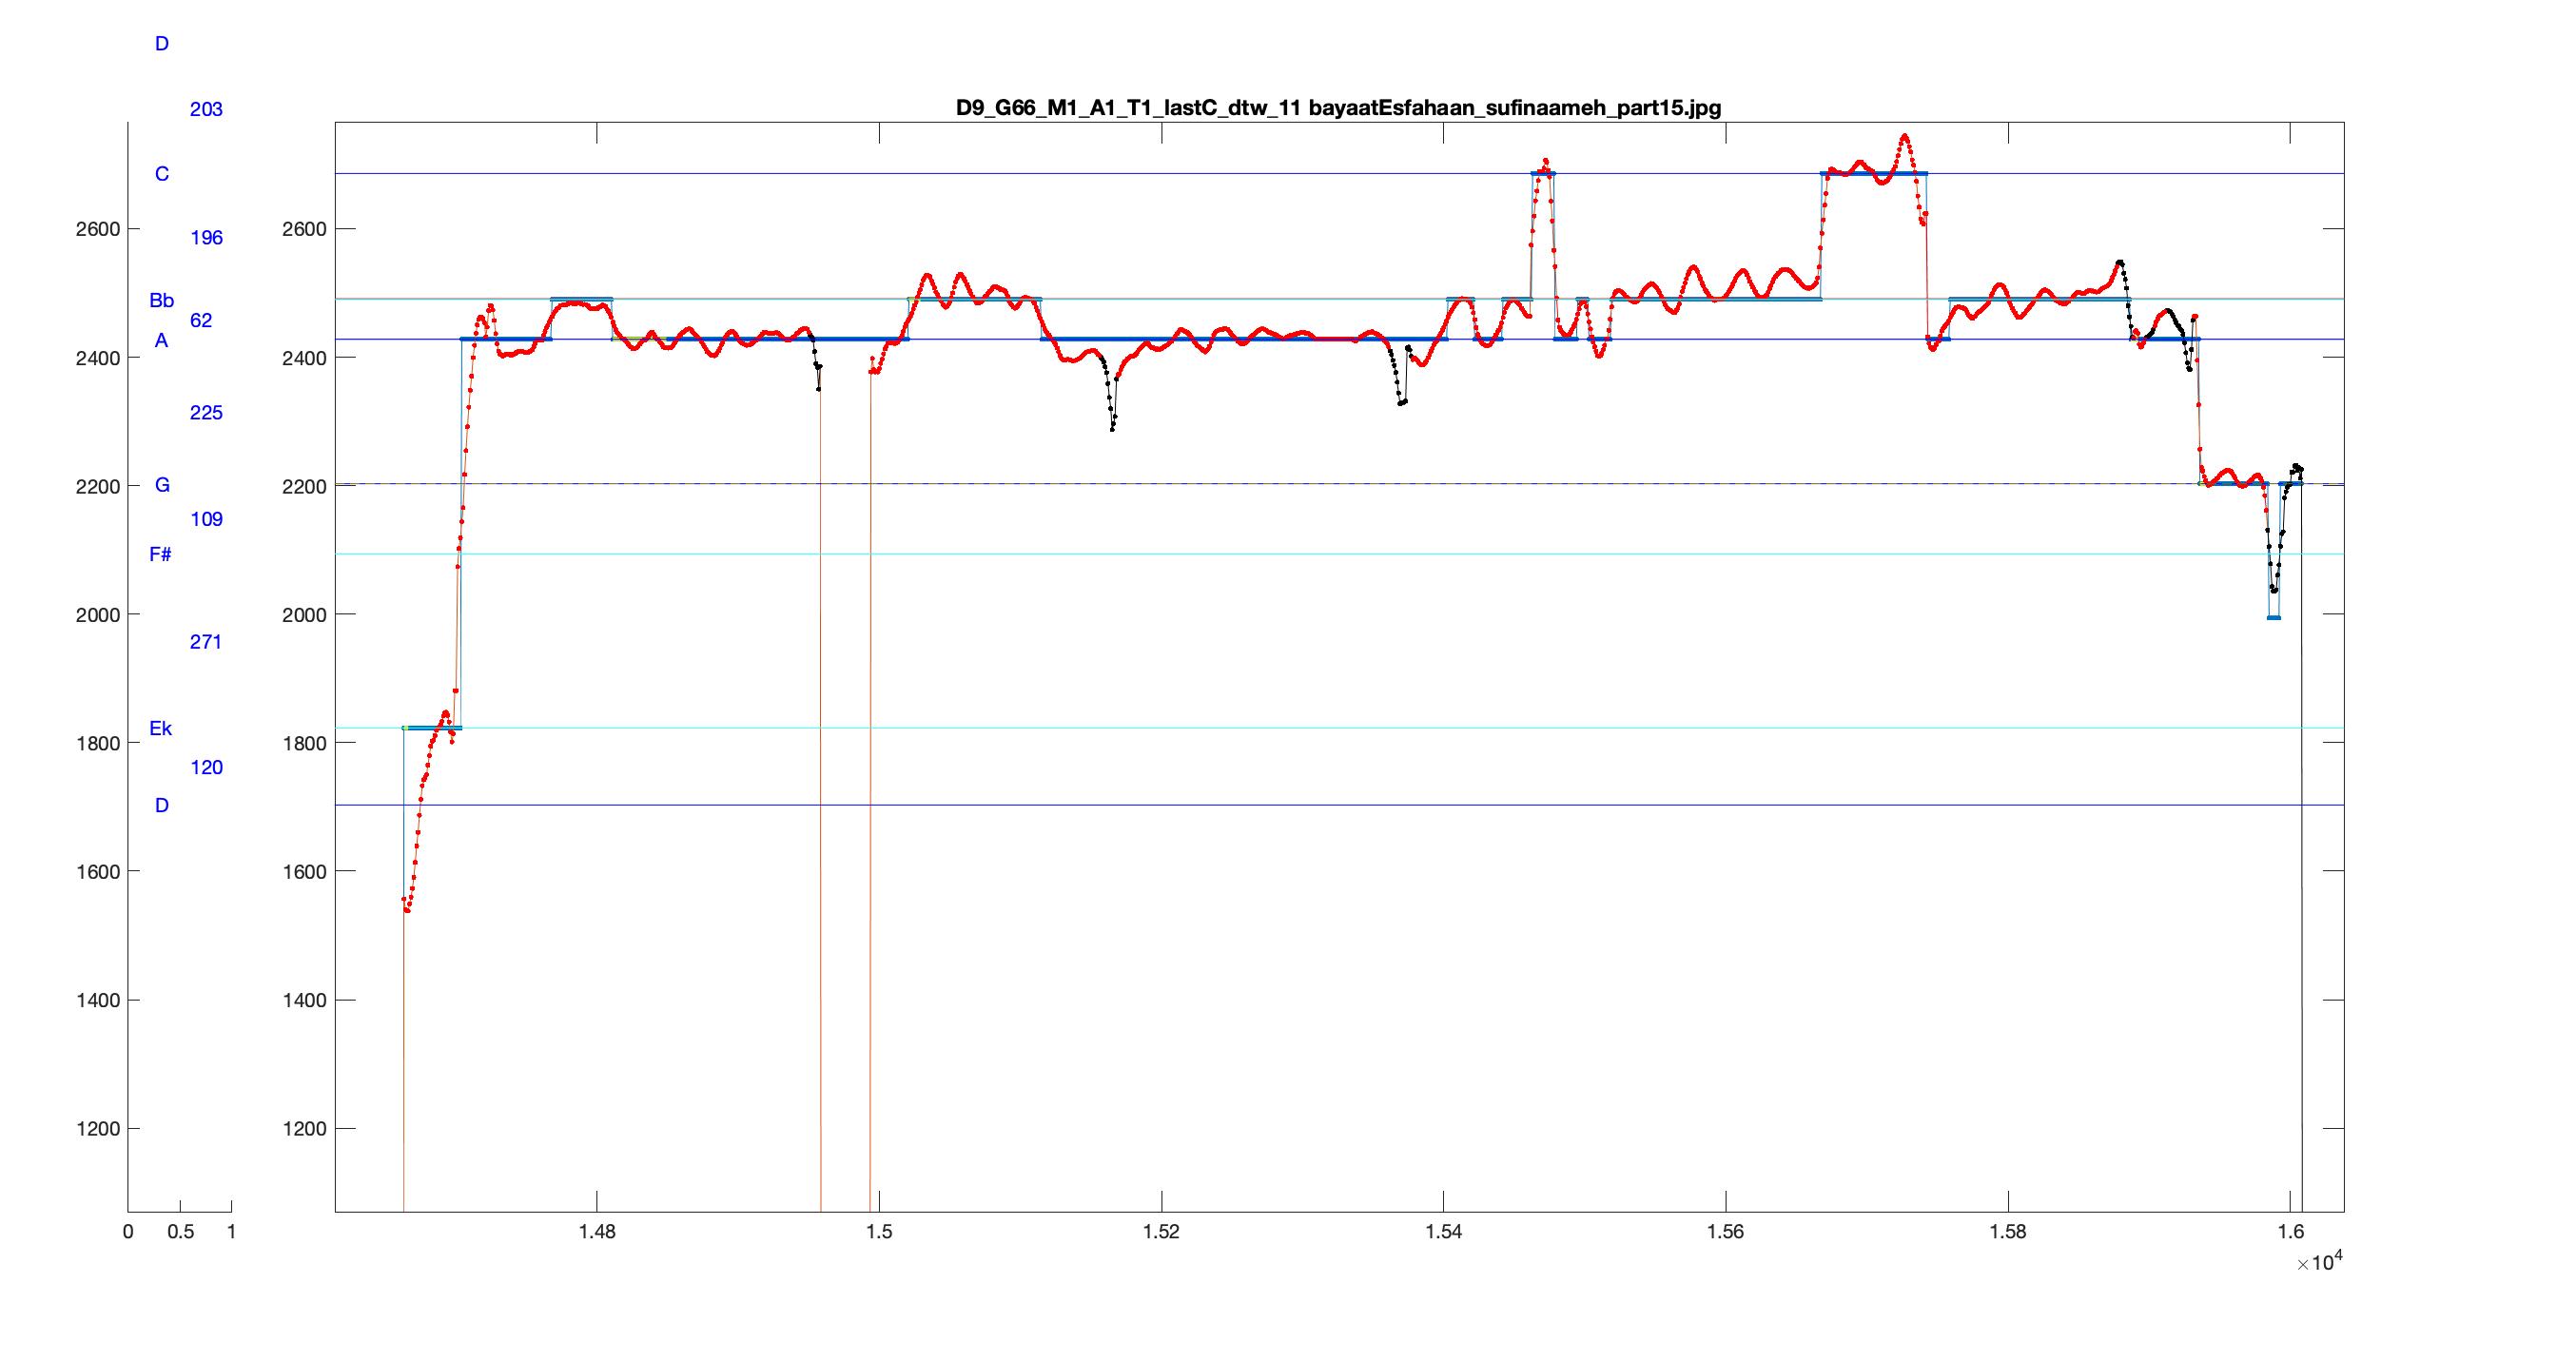 D
203
D9_G66_M1_A1_T1_lastC_dtw_11 bayaatEsfahaan_sufinaameh_part15.jpg
C
2600 196 2600
Bb
62
A
2400 2400
225
G
2200 2200
109
F#
2000 2000
271
Ek
1800 1800
120
D
1600 1600
1400 1400
1200 1200
0 0.5 1 1.48 1.5 1.52 1.54 1.56 1.58 1.6
×10^4